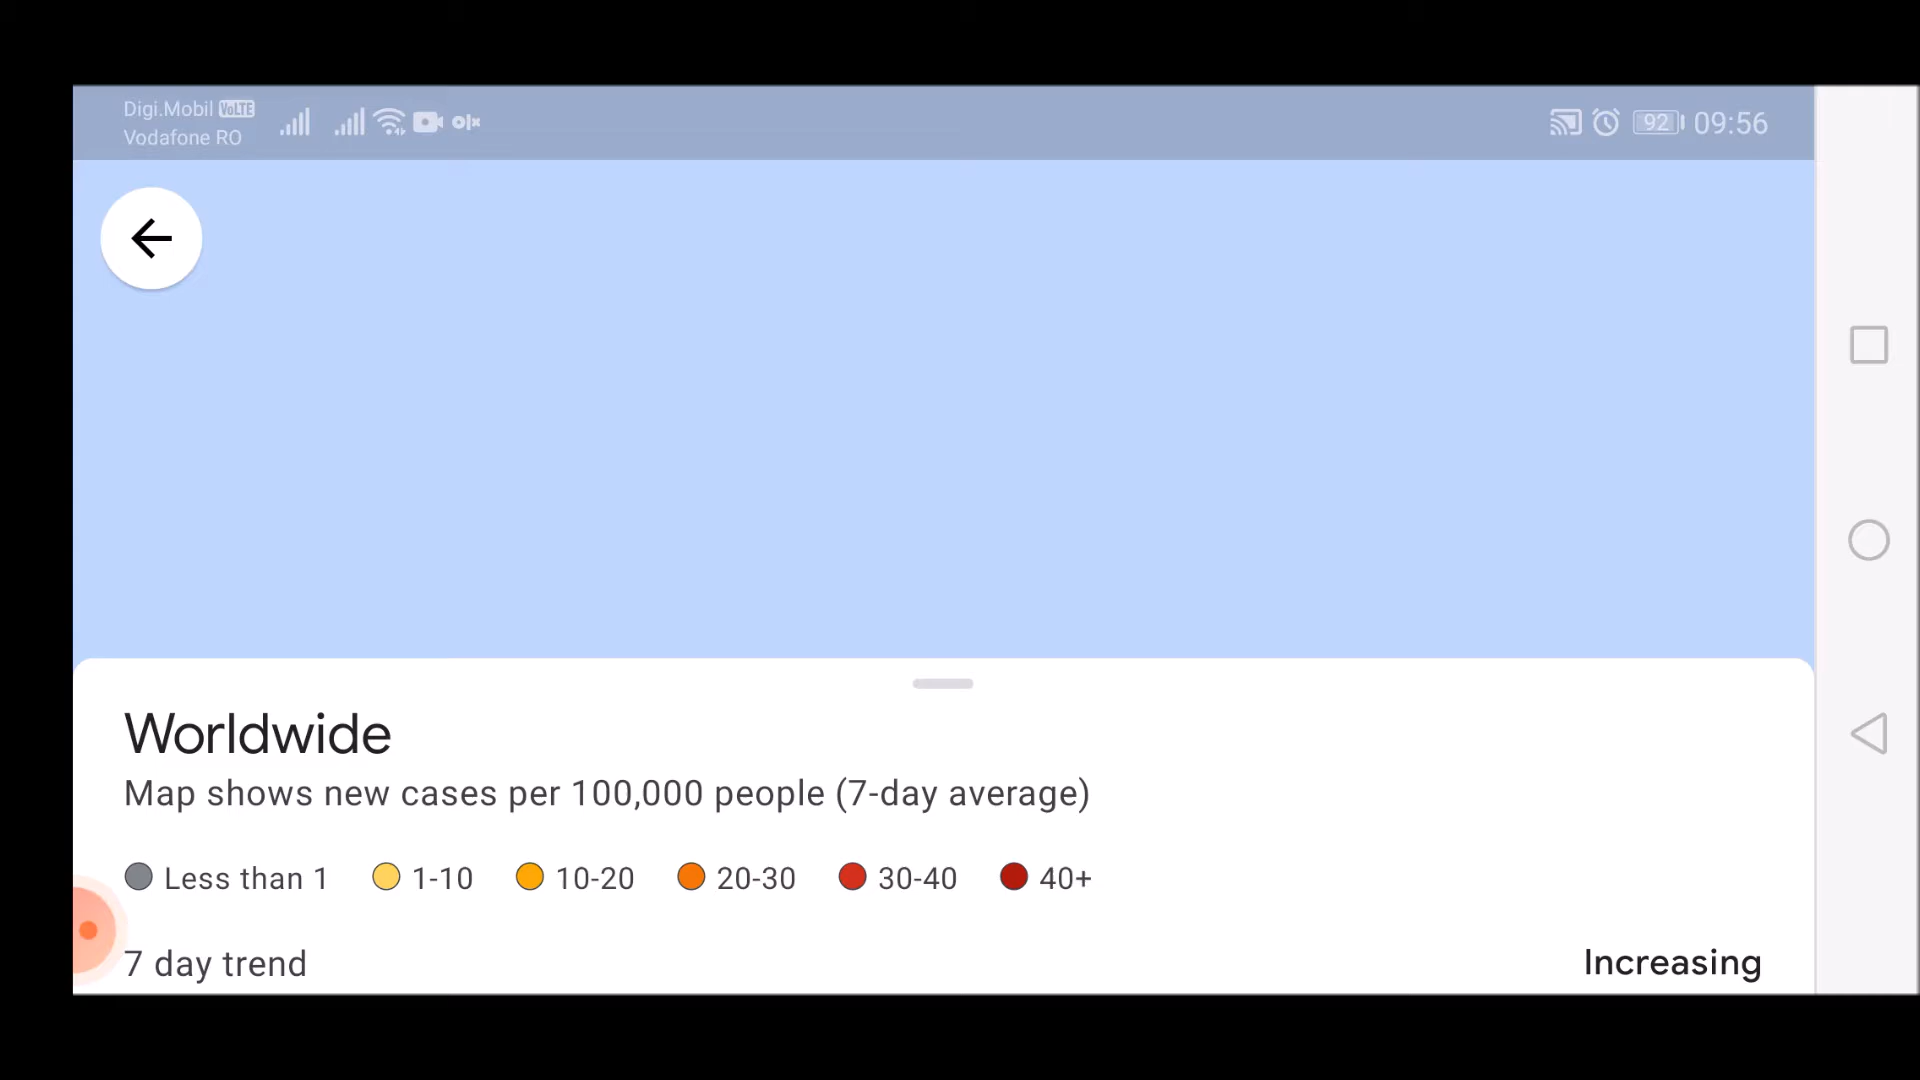 Digi.Mobil VoLTE
Vodafone RO
olx
92 09:56
Worldwide
Map shows new cases per 100,000 people (7-day average)
Less than 1 1-10 10-20 20-30 30-40 40+
7 day trend Increasing